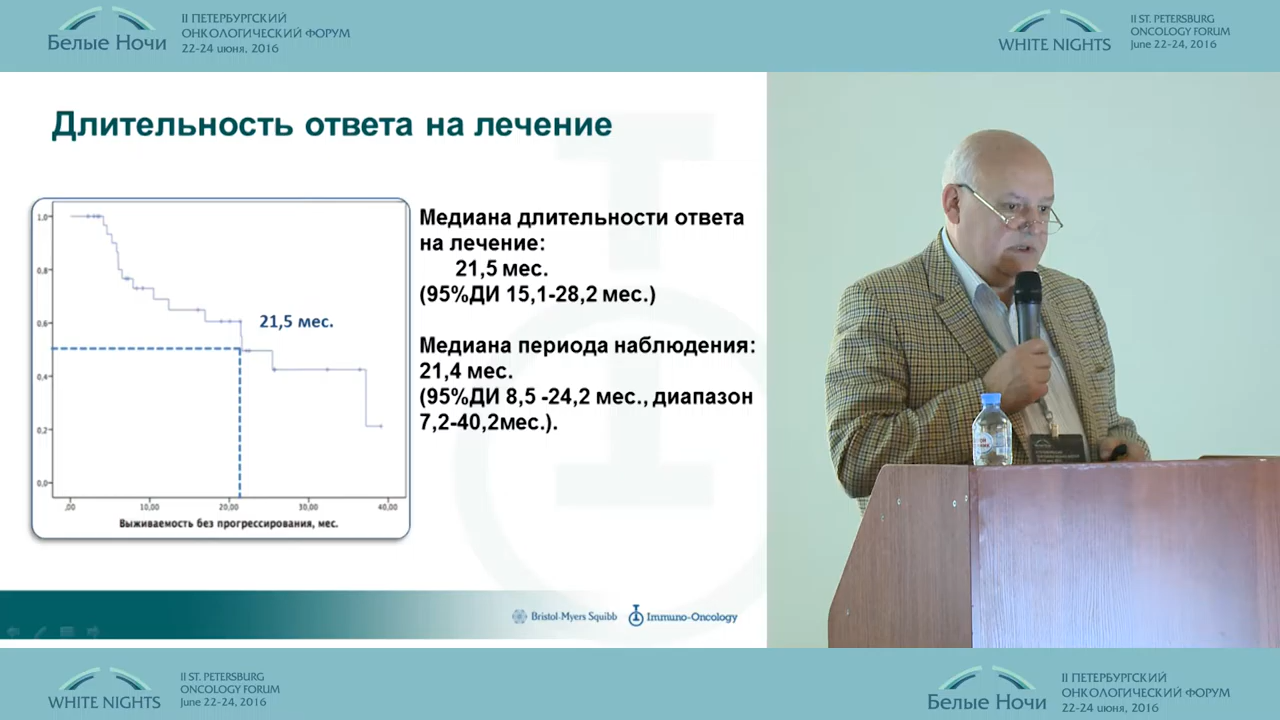 Белые Ночи
II ПЕТЕРБУРГСКИЙ
ОНКОЛОГИЧЕСКИЙ ФОРУМ
22-24 июня, 2016
WHITE NIGHTS
II ST. PETERSBURG
ONCOLOGY FORUM
June 22-24, 2016
Длительность ответа на лечение
1,0
0,8
0,6
0,4
0,2
0,0
21,5 мес.
,00 10,00 20,00 30,00 40,00
Выживаемость без прогрессирования, мес.
Медиана длительности ответа
на лечение:
21,5 мес.
(95%ДИ 15,1-28,2 мес.)
Медиана периода наблюдения:
21,4 мес.
(95%ДИ 8,5 -24,2 мес., диапазон
7,2-40,2мес.).
Bristol-Myers Squibb
Immuno-Oncology
WHITE NIGHTS
II ST. PETERSBURG
ONCOLOGY FORUM
June 22-24, 2016
Белые Ночи
II ПЕТЕРБУРГСКИЙ
ОНКОЛОГИЧЕСКИЙ ФОРУМ
22-24 июня, 2016